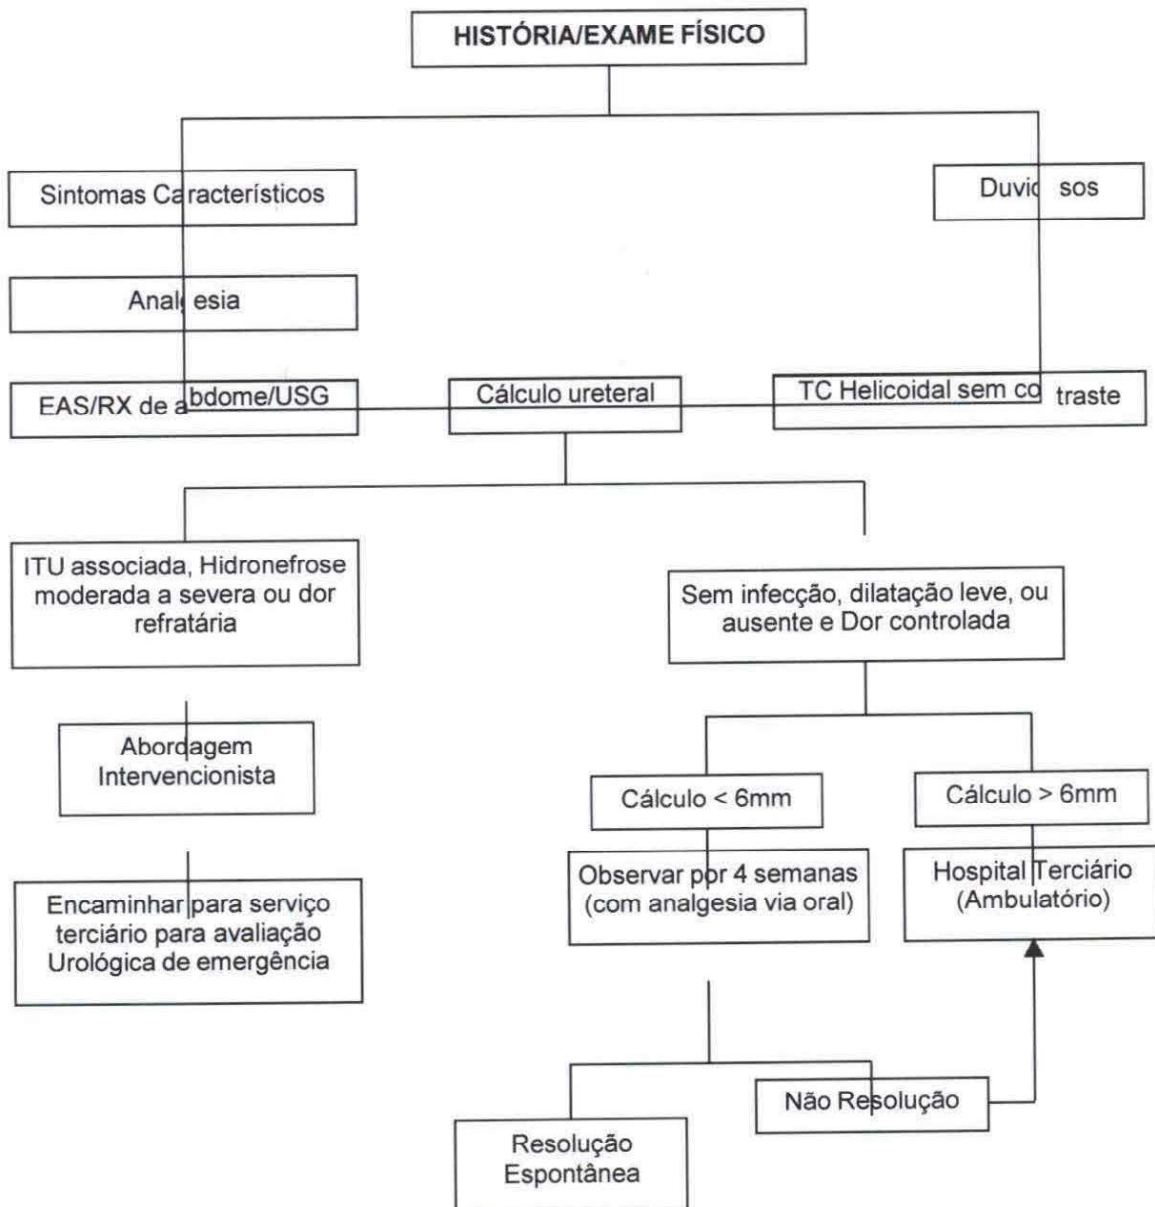 HISTÓRIA/EXAME FÍSICO
Sintomas Característicos
Duvidosos
Analgesia
EAS/RX de abdome/USG
Cálculo ureteral
TC Helicoidal sem contraste
ITU associada, Hidronefrose
moderada a severa ou dor
refratária
Sem infecção, dilatação leve, ou
ausente e Dor controlada
Abordagem
Intervencionista
Cálculo < 6mm
Cálculo > 6mm
Observar por 4 semanas
(com analgesia via oral)
Hospital Terciário
(Ambulatório)
Encaminhar para serviço
terciário para avaliação
Urológica de emergência
Não Resolução
Resolução
Espontânea